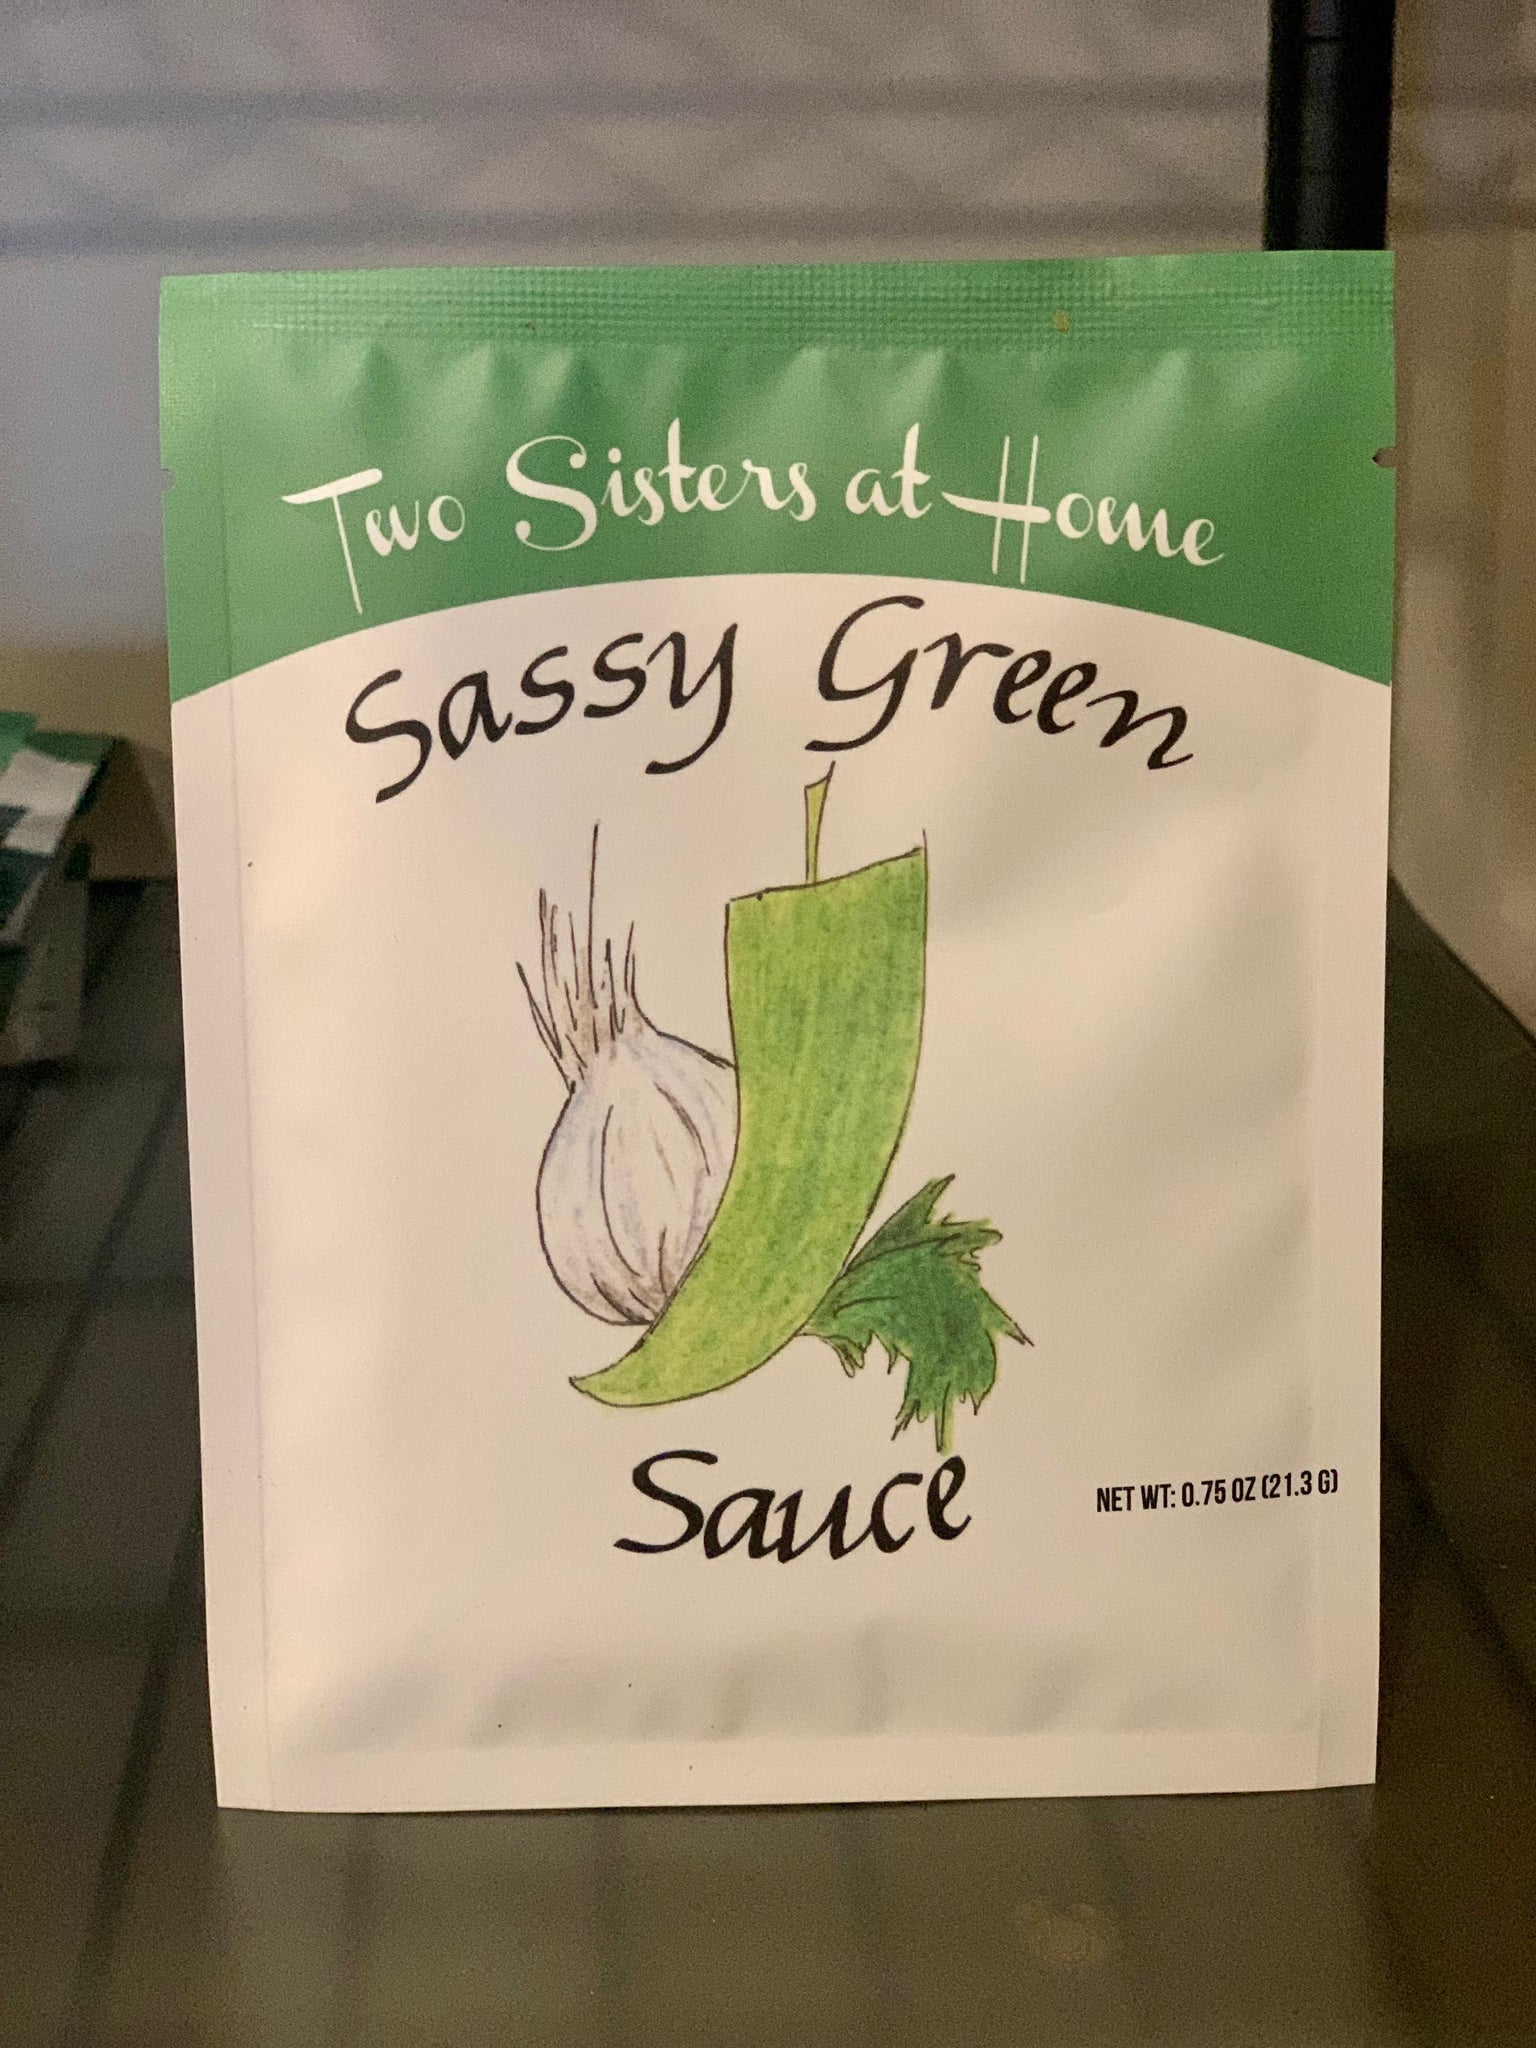 Two Sisters at Home
Sassy Green
Sauce
NET WT: 0.75 OZ (21.3 G)